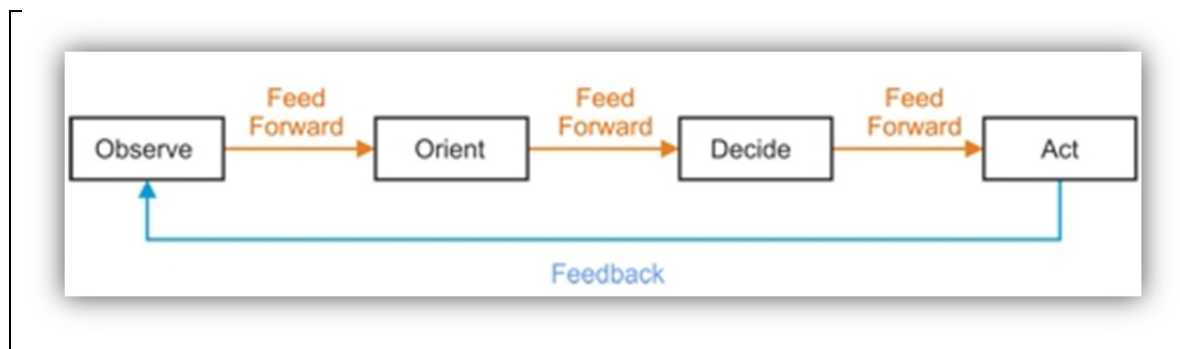 Feed
Forward
Feed
Forward
Feed
Forward
Observe
Orient
Decide
Act
Feedback